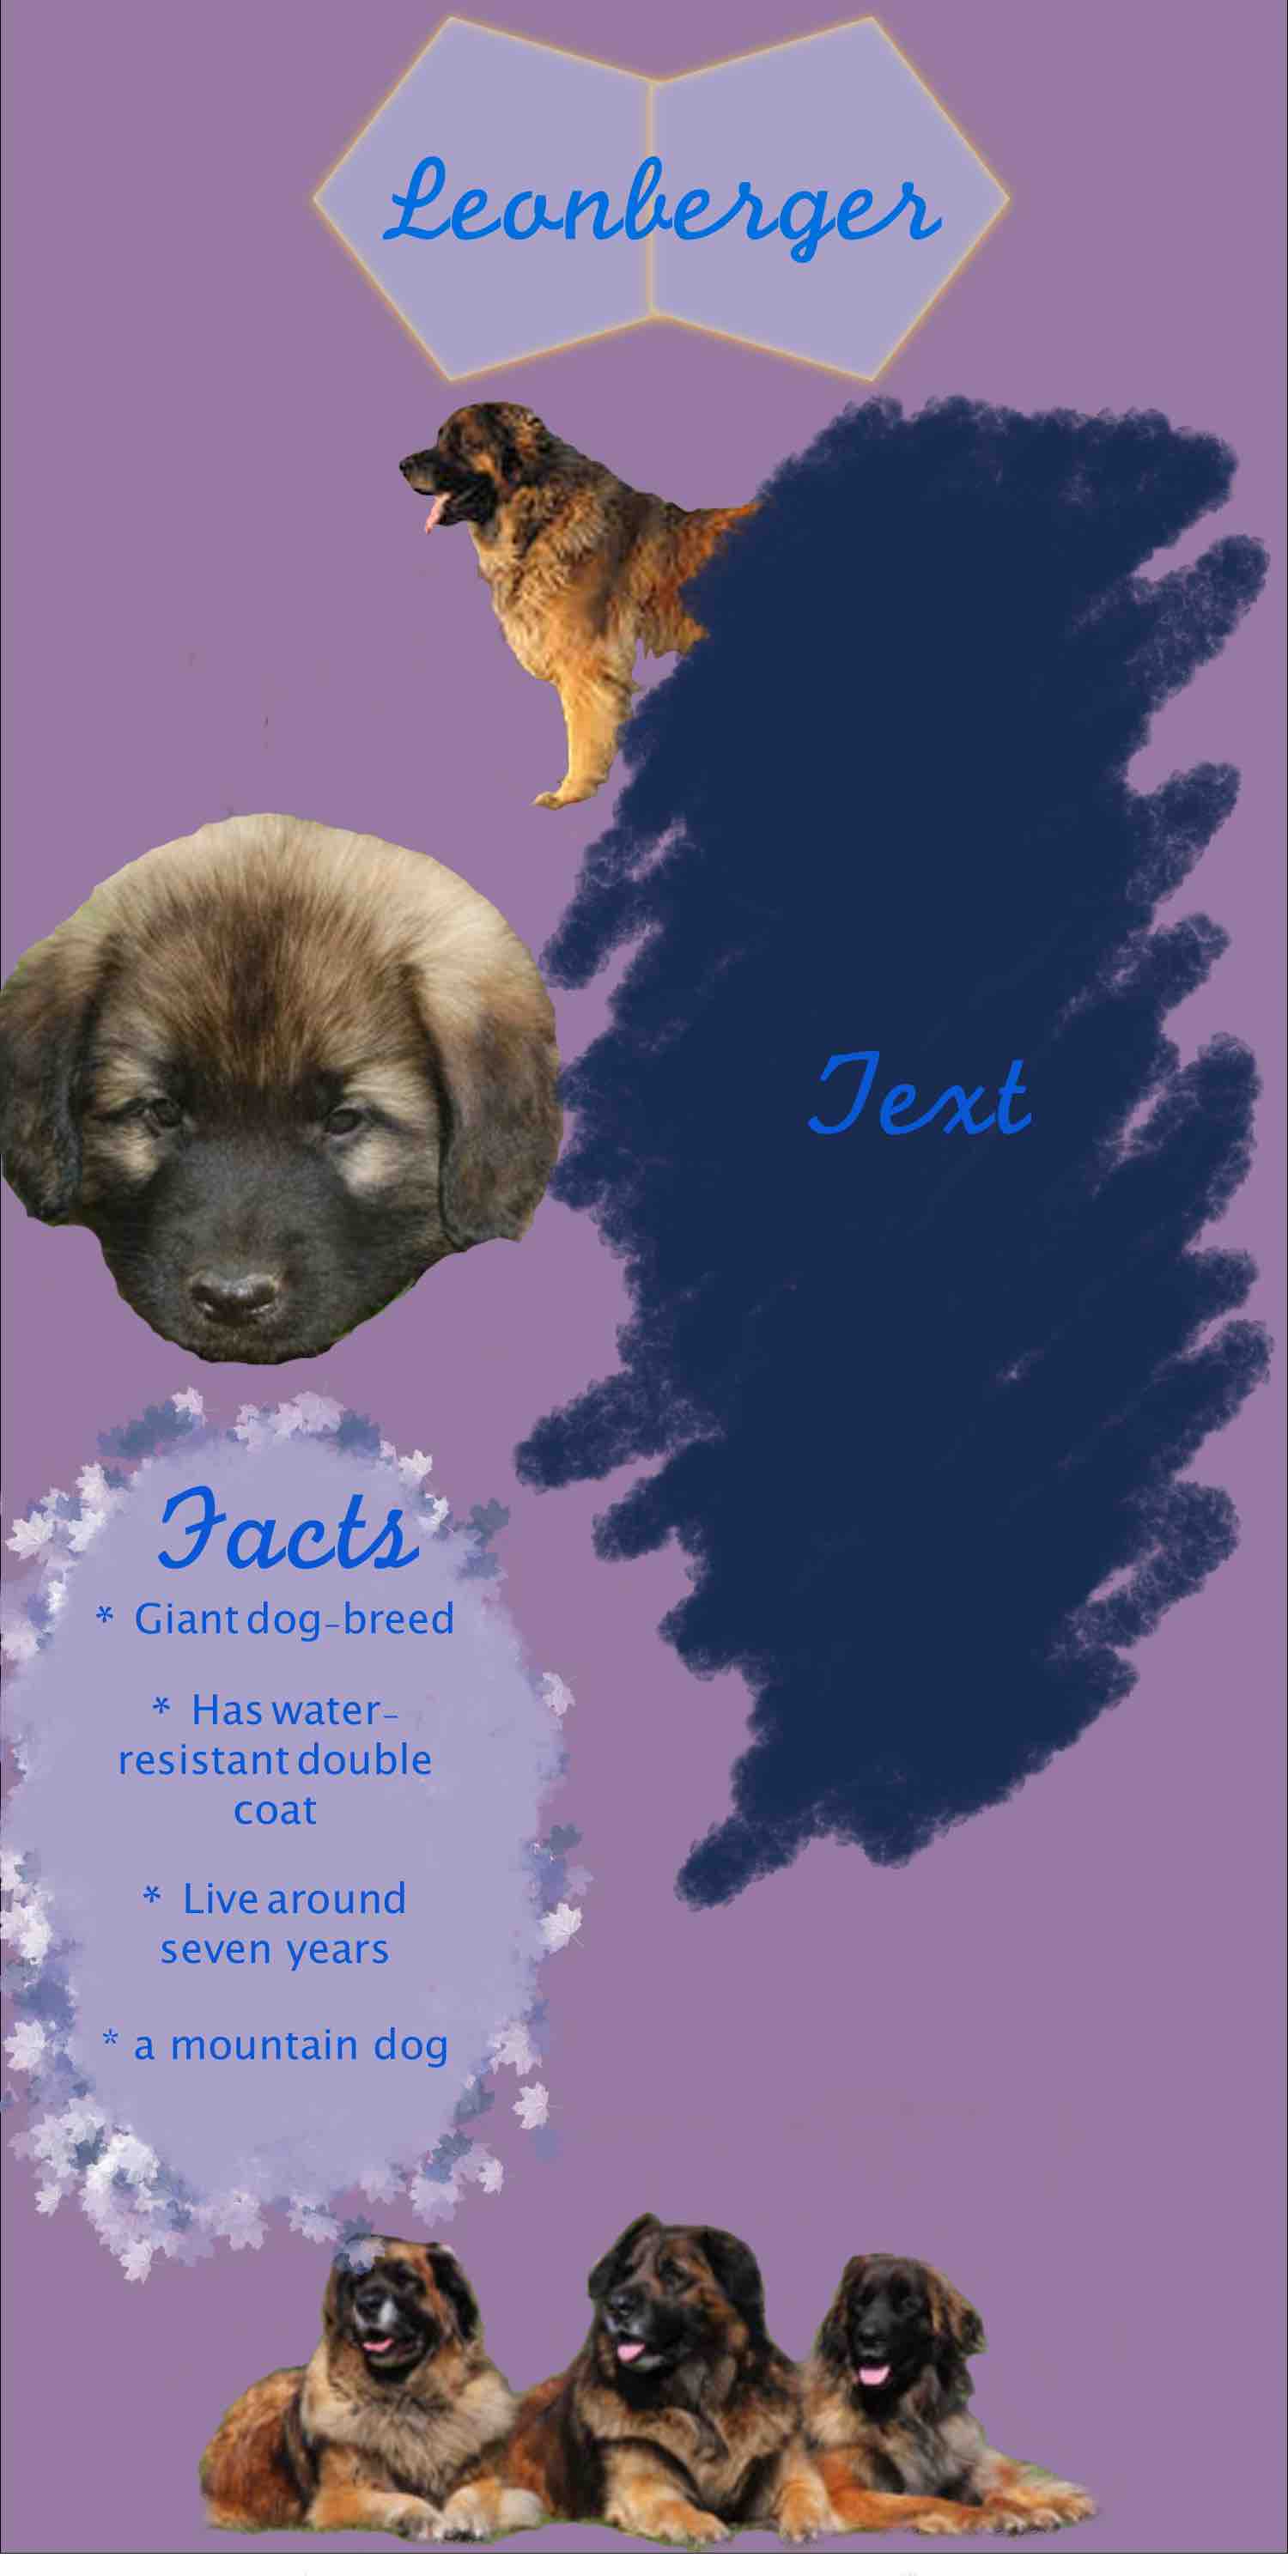 Leonberger
Text
Facts
* Giant dog-breed
* Has water-
resistant double
coat
* Live around
seven years
* a mountain dog